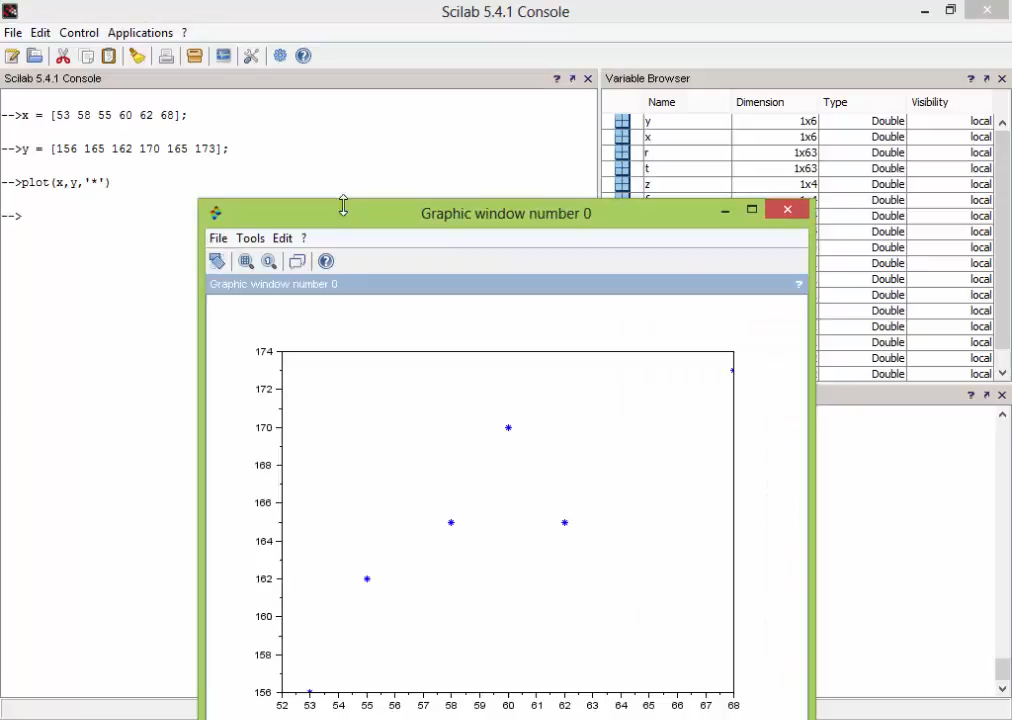 Scilab 5.4.1 Console
File Edit Control Applications ?
Scilab 5.4.1 Console ? Variable Browser ?
Name Dimension Type Visibility
y 1x6 Double local
x 1x6 Double local
r 1x63 Double local
t 1x63 Double local
z 1x4 Double local
Double local
Double local
Double local
Double local
Double local
Double local
Double local
Double local
Double local
Double local
Double local
-->x = [53 58 55 60 62 68];
-->y = [156 165 162 170 165 173];
-->plot(x,y,'*')
-->
?
Graphic window number 0
File Tools Edit ?
Graphic window number 0 ?
174
172
170
168
166
164
162
160
158
156
52 53 54 55 56 57 58 59 60 61 62 63 64 65 66 67 68